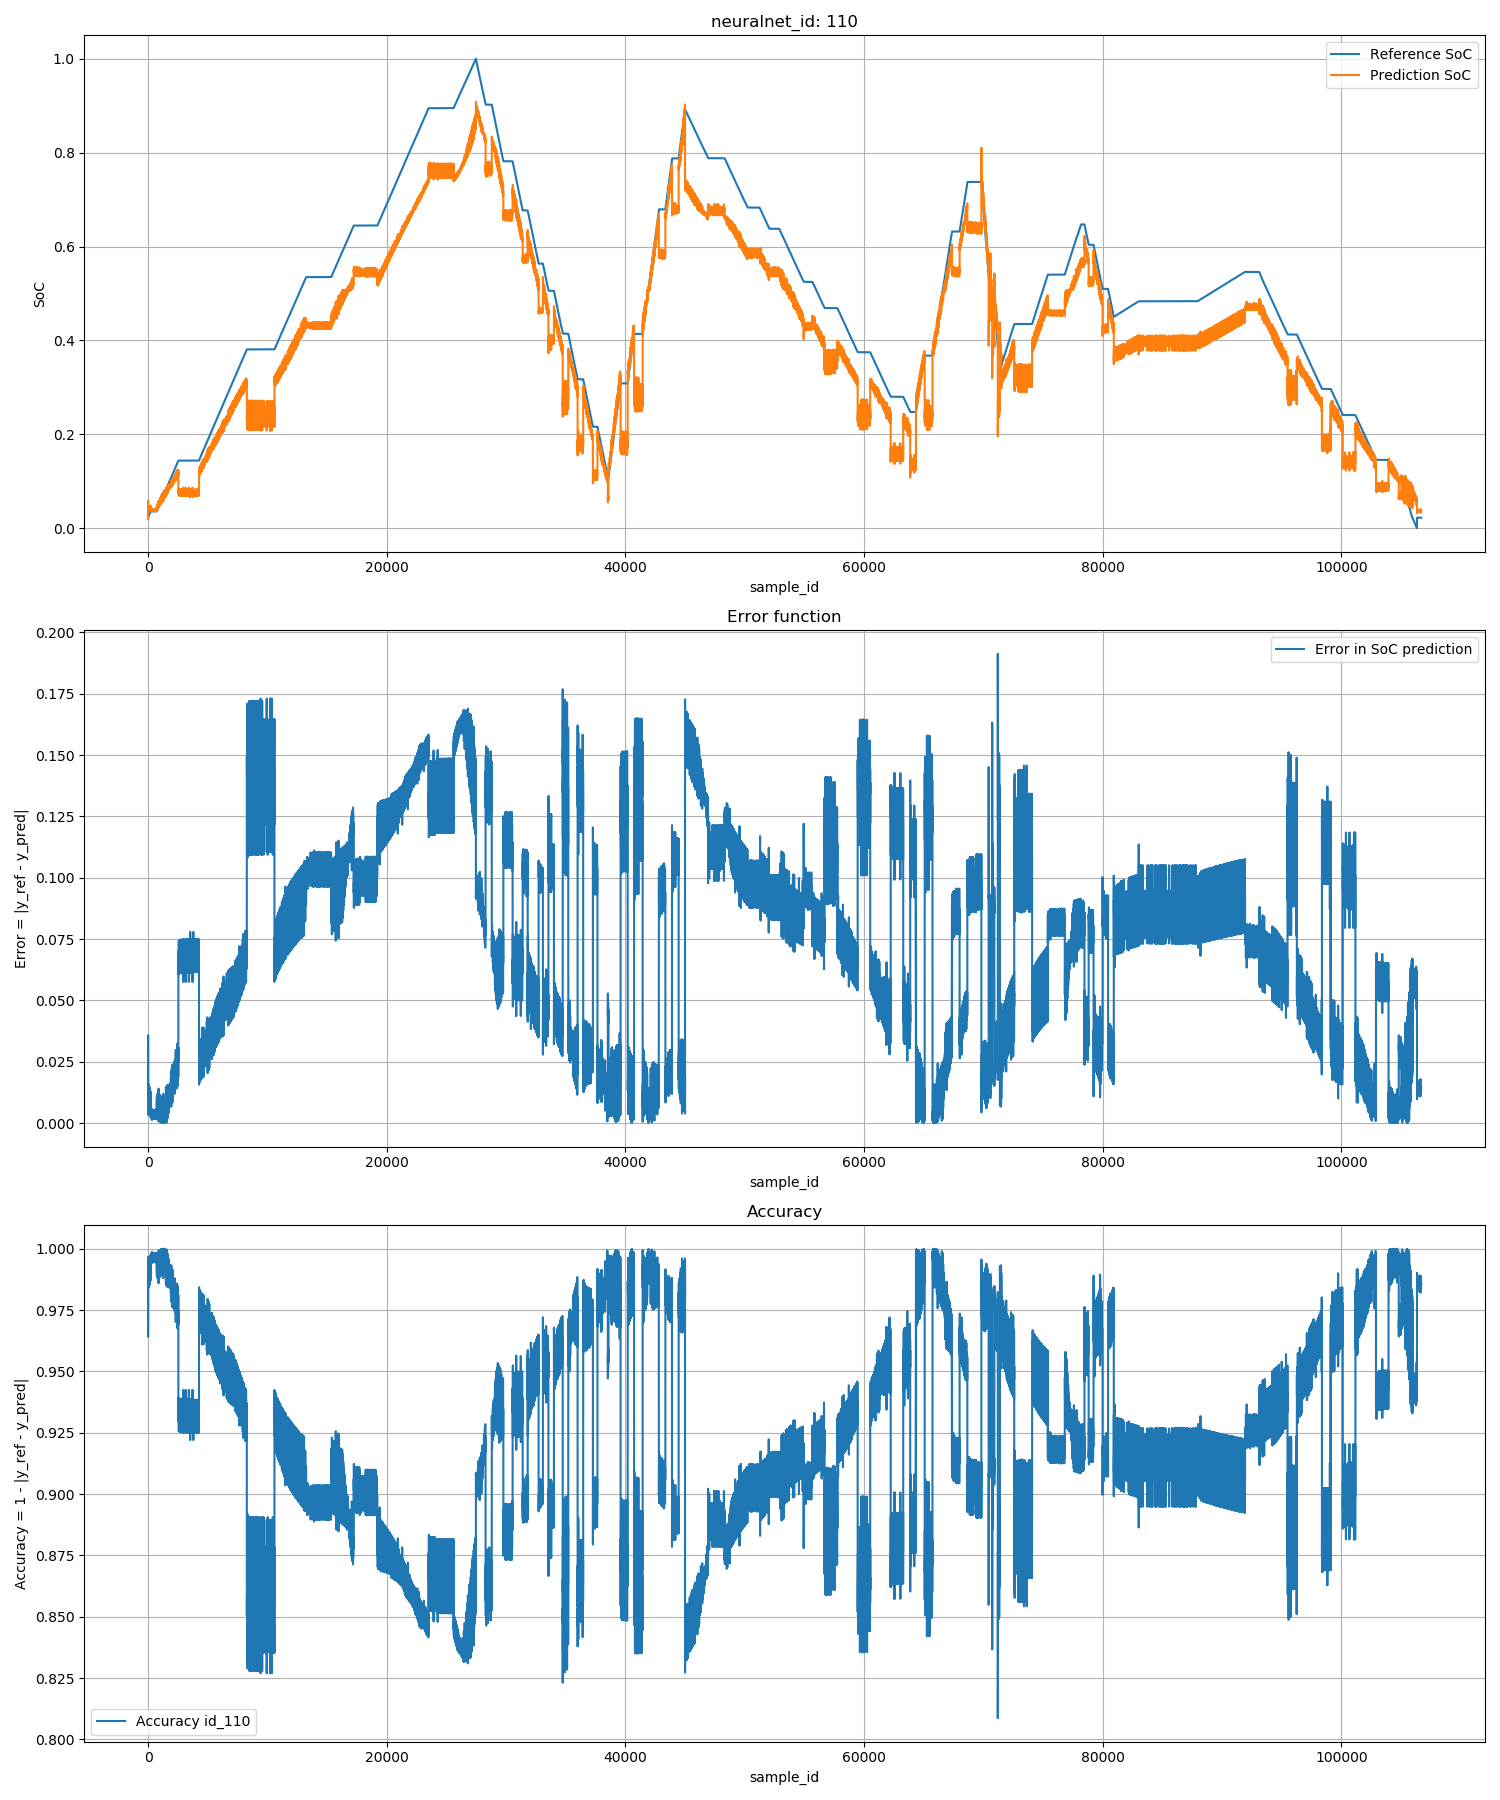 neuralnet_id: 110
Reference SoC
Prediction SoC
SoC
1.0
0.8
0.6
0.4
0.2
0.0
0 20000 40000 60000 80000 100000
sample_id
Error function
Error in SoC prediction
Error = |y_ref - y_pred|
0.200
0.175
0.150
0.125
0.100
0.075
0.050
0.025
0.000
0 20000 40000 60000 80000 100000
sample_id
Accuracy
Accuracy = 1 - |y_ref - y_pred|
1.000
0.975
0.950
0.925
0.900
0.875
0.850
0.825
0.800
Accuracy id_110
0 20000 40000 60000 80000 100000
sample_id